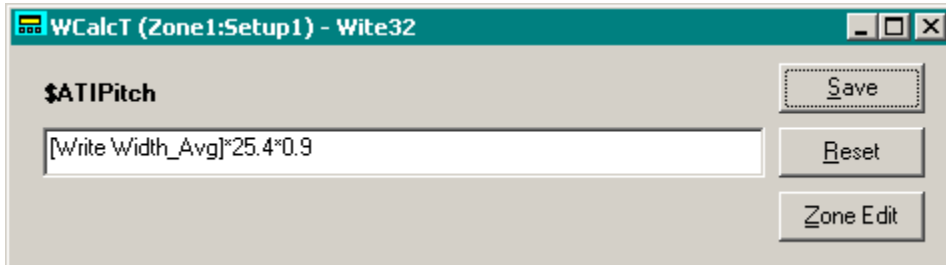 WCalcT (Zone1:Setup1) - Wite32
$ATIPitch
Save
[Write Width_Avg]*25.4*0.9
Reset
Zone Edit